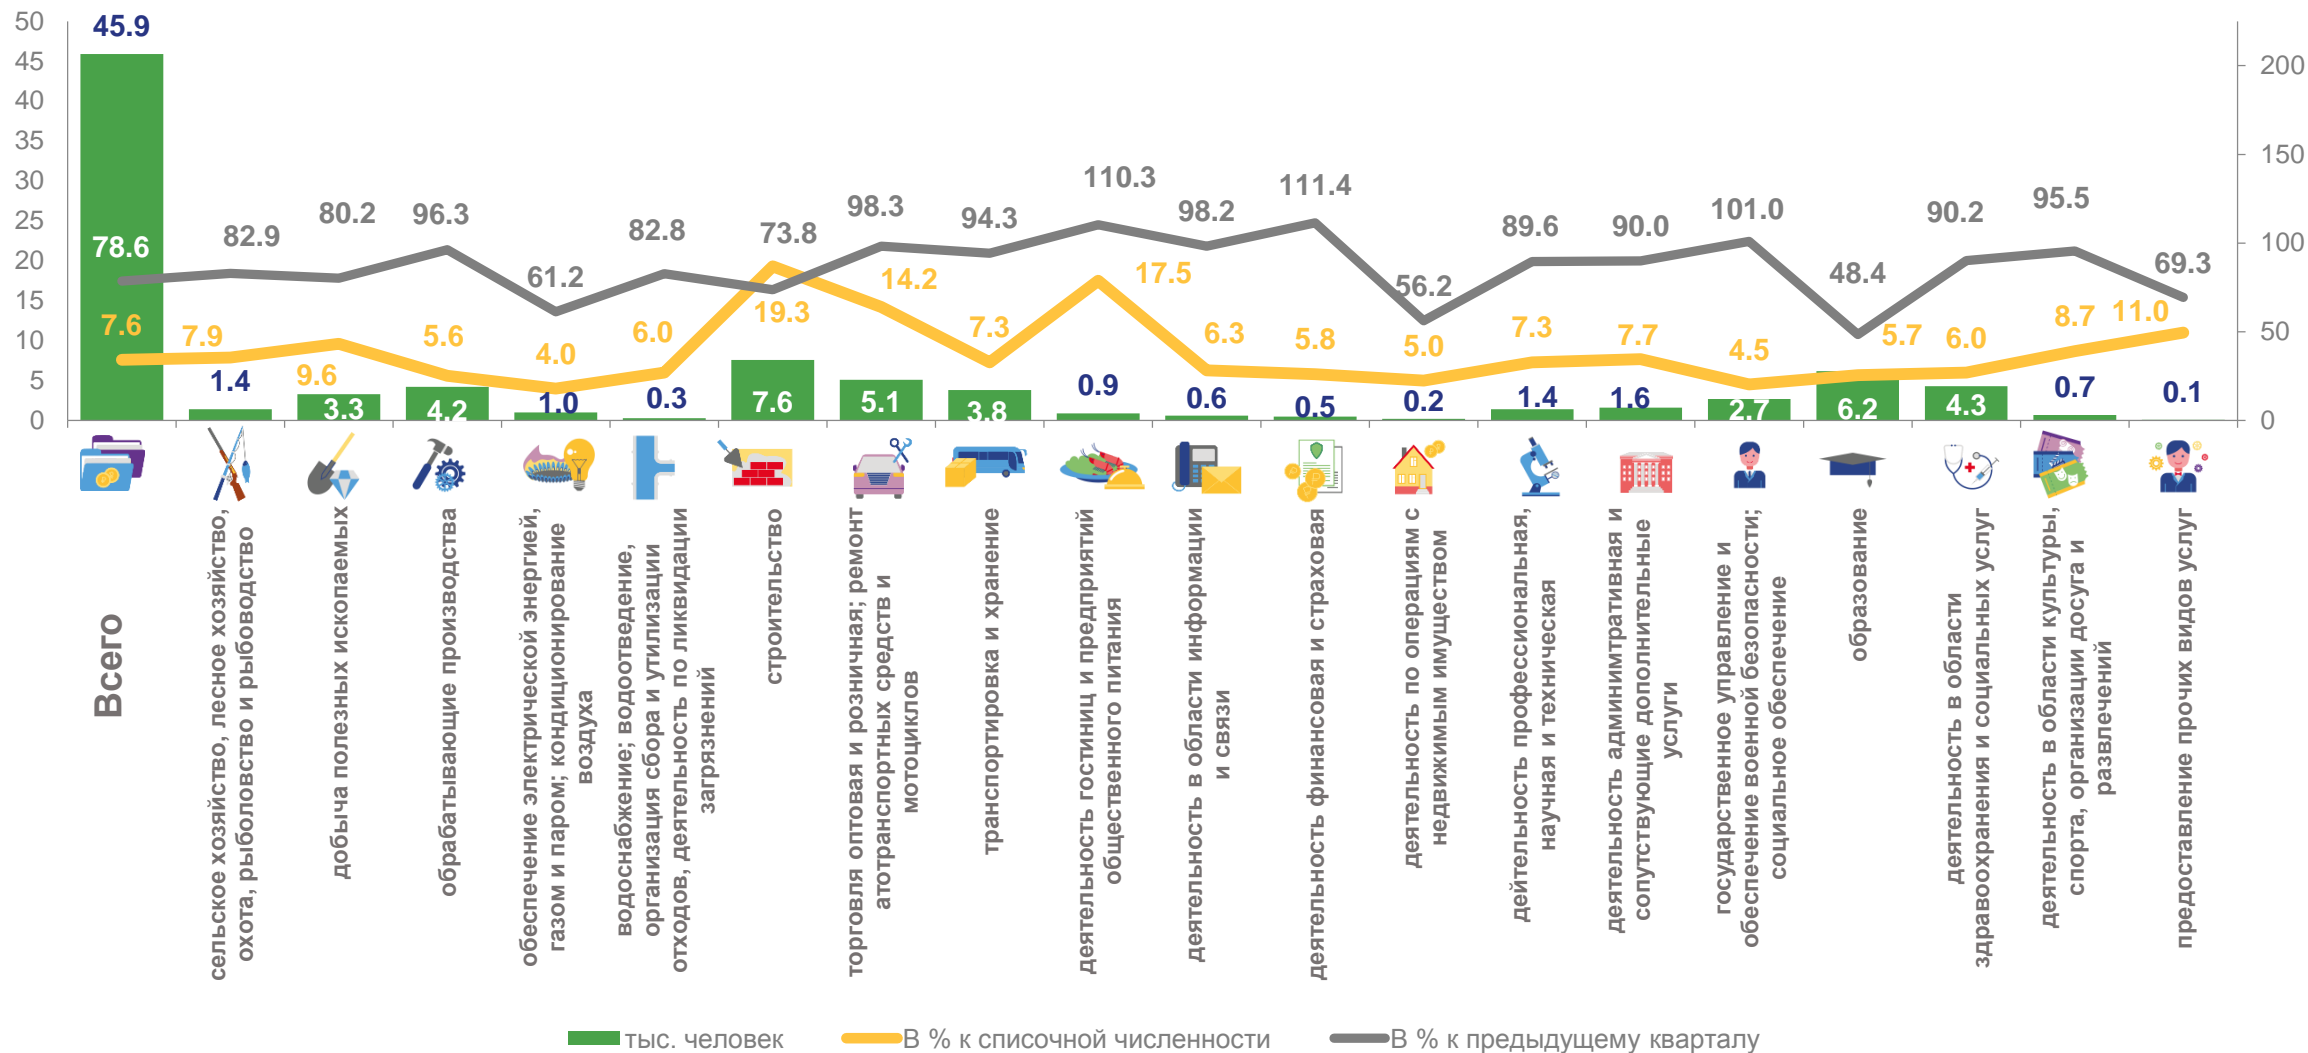 50
45
40
35
30
25
20
15
10
5
0
200
150
100
50
0
45.9
78.6
82.9
80.2
96.3
61.2
82.8
73.8
98.3
94.3
110.3
98.2
111.4
56.2
89.6
90.0
101.0
48.4
90.2
95.5
69.3
7.6
7.9
9.6
5.6
4.0
6.0
19.3
14.2
7.3
17.5
6.3
5.8
5.0
7.3
7.7
4.5
5.7
6.0
8.7
11.0
1.4
3.3
4.2
1.0
0.3
7.6
5.1
3.8
0.9
0.6
0.5
0.2
1.4
1.6
2.7
6.2
4.3
0.7
0.1
Всего
сельское хозяйство, лесное хозяйство,
охота, рыболовство и рыбоводство
добыча полезных ископаемых
обрабатывающие производства
обеспечение электрической энергией,
газом и паром; кондиционирование
воздуха
водоснабжение; водоотведение,
организация сбора и утилизации
отходов, деятельность по ликвидации
загрязнений
строительство
торговля оптовая и розничная; ремонт
атотранспортных средств и
мотоциклов
транспортировка и хранение
деятельность гостиниц и предприятий
общественного питания
деятельность в области информации
и связи
деятельность финансовая и страховая
деятельность по операциям с
недвижимым имуществом
дейтельность профессиональная,
научная и техническая
деятельность админимтративная и
сопутствующие дополнительные
услуги
государственное управление и
обеспечение военной безопасности;
социальное обеспечение
образование
деятельность в области
здравоохранения и социальных услуг
деятельность в области культуры,
спорта, организации досуга и
развлечений
предоставление прочих видов услуг
тыс. человек
В % к списочной численности
В % к предыдущему кварталу